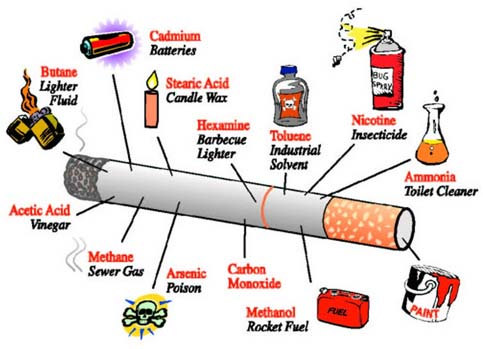 Cadmium
Batteries
Butane
Lighter
Fluid
Stearic Acid
Candle Wax
Hexamine
Barbecue
Lighter
Toluene
Industrial
Solvent
BUG
SPRAY
Nicotine
Insecticide
Ammonia
Toilet Cleaner
Acetic Acid
Vinegar
Methane
Sewer Gas
Arsenic
Poison
Carbon
Monoxide
Methanol
Rocket Fuel
FUEL
PAINT